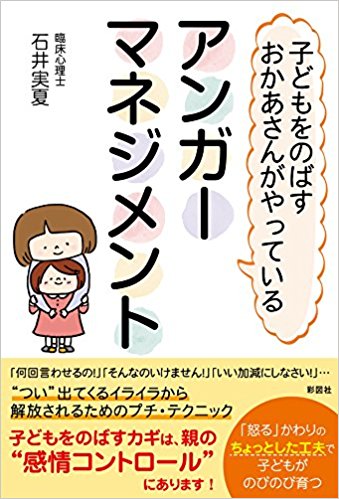 子どもをのばす
おかあさんがやっている
アンガー
マネジメント
臨床心理士
石井実夏
彩図社
「何回言わせるの!」「そんなのいけません!」「いい加減にしなさい!」…
“つい”出てくるイライラから
解放されるためのプチ・テクニック
子どもをのばすカギは、親の
“感情コントロール”
にあります!
「怒る」かわりの
ちょっとした工夫で
子どもが
のびのび育つ